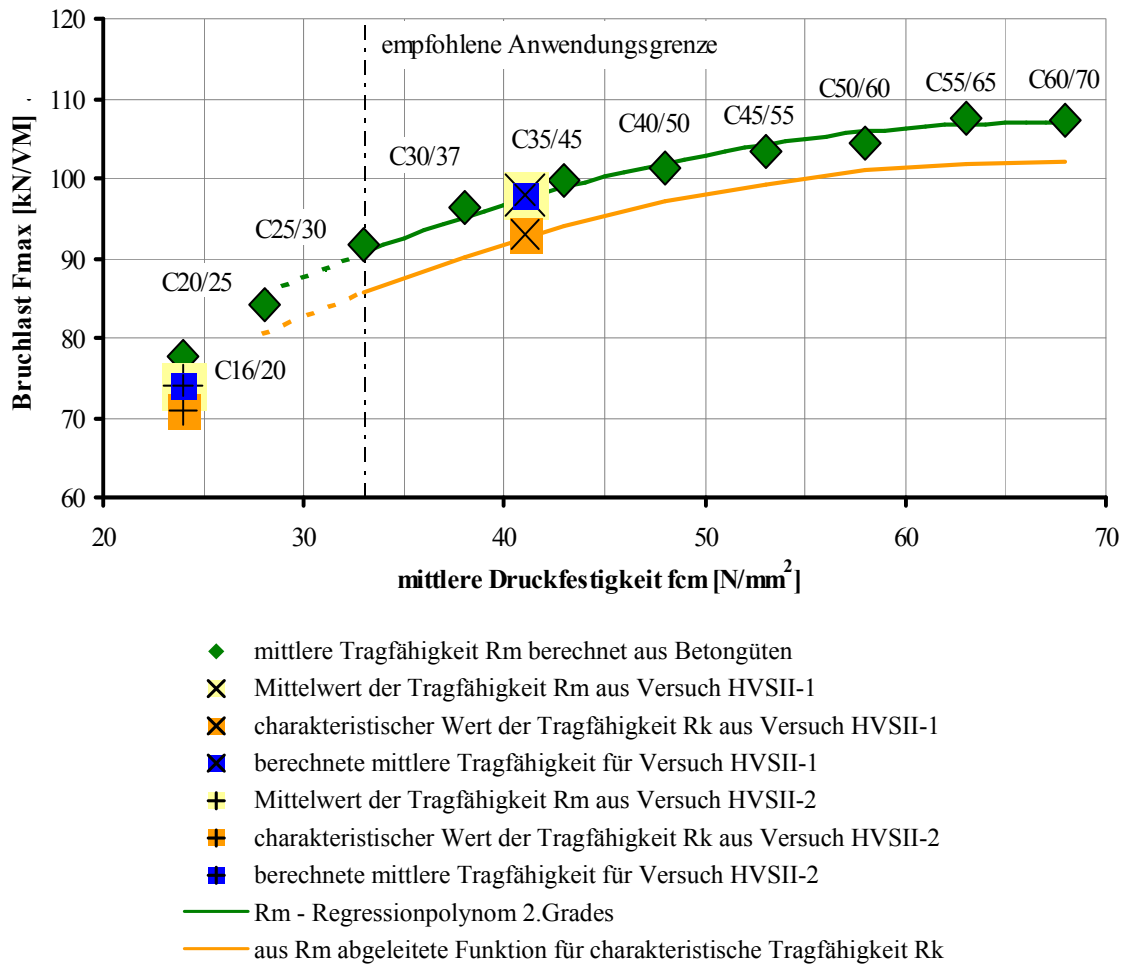 120
110
100
90
80
70
60
Bruchlast Fmax [kN/VM]
empfohlene Anwendungsgrenze
C16/20
C20/25
C25/30
C30/37
C35/45
C40/50
C45/55
C50/60
C55/65
C60/70
20 30 40 50 60 70
mittlere Druckfestigkeit fcm [N/mm²]
mittlere Tragfähigkeit Rm berechnet aus Betongüten
Mittelwert der Tragfähigkeit Rm aus Versuch HVSII-1
charakteristischer Wert der Tragfähigkeit Rk aus Versuch HVSII-1
berechnete mittlere Tragfähigkeit für Versuch HVSII-1
Mittelwert der Tragfähigkeit Rm aus Versuch HVSII-2
charakteristischer Wert der Tragfähigkeit Rk aus Versuch HVSII-2
berechnete mittlere Tragfähigkeit für Versuch HVSII-2
Rm - Regressionpolynom 2.Grades
aus Rm abgeleitete Funktion für charakteristische Tragfähigkeit Rk